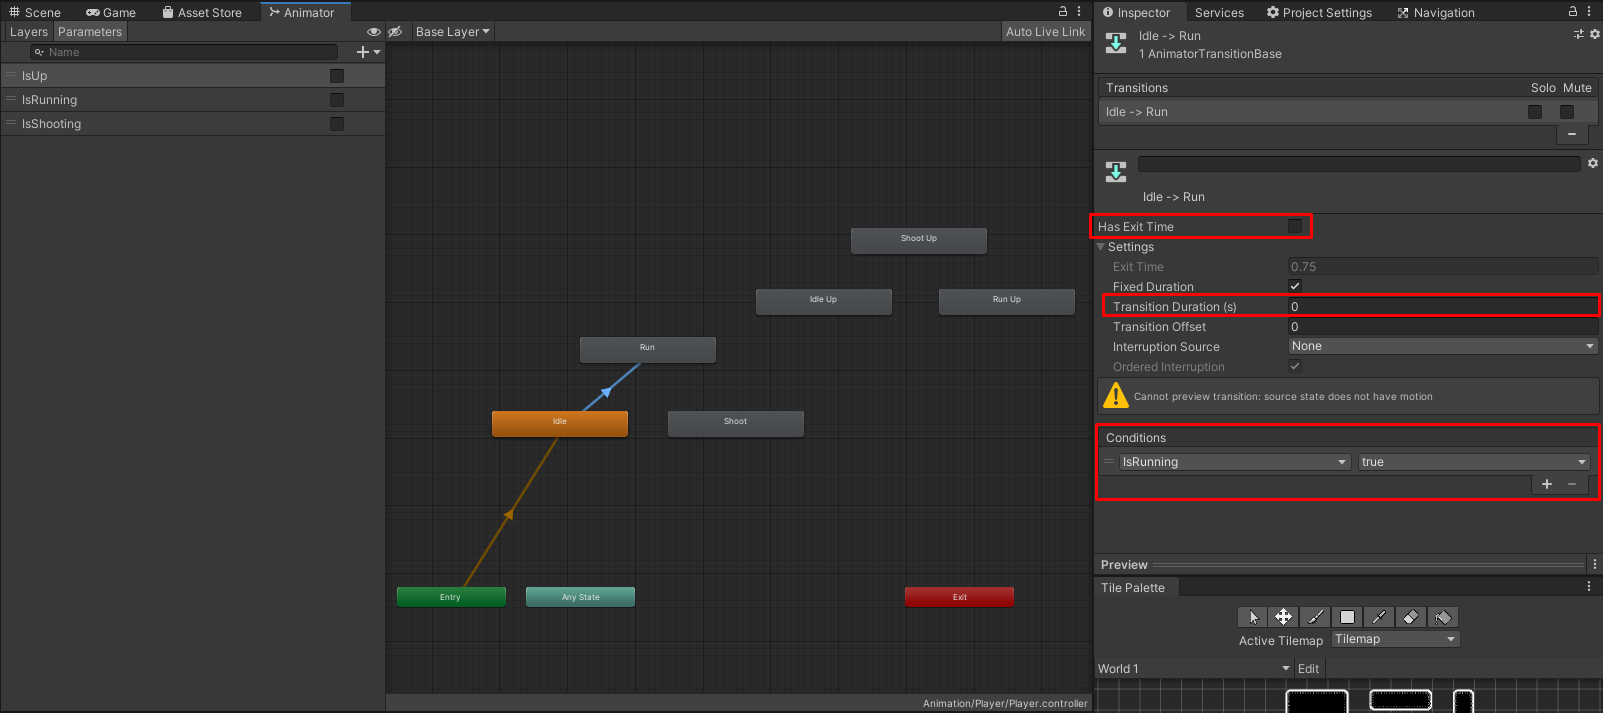 Scene Game Asset Store Animator
Layers Parameters Base Layer Auto Live Link
Name
IsUp
IsRunning
IsShooting
Shoot Up
Idle Up Run Up
Run
Idle Shoot
Entry Any State Exit
Animation/Player/Player.controller
Inspector Services Project Settings Navigation
Idle -> Run
1 AnimatorTransitionBase
Transitions Solo Mute
Idle -> Run
Idle -> Run
Has Exit Time
Settings
Exit Time 0.75
Fixed Duration
Transition Duration (s) 0
Transition Offset 0
Interruption Source None
Ordered Interruption
Cannot preview transition: source state does not have motion
Conditions
IsRunning true
Preview
Tile Palette
Active Tilemap Tilemap
World 1 Edit